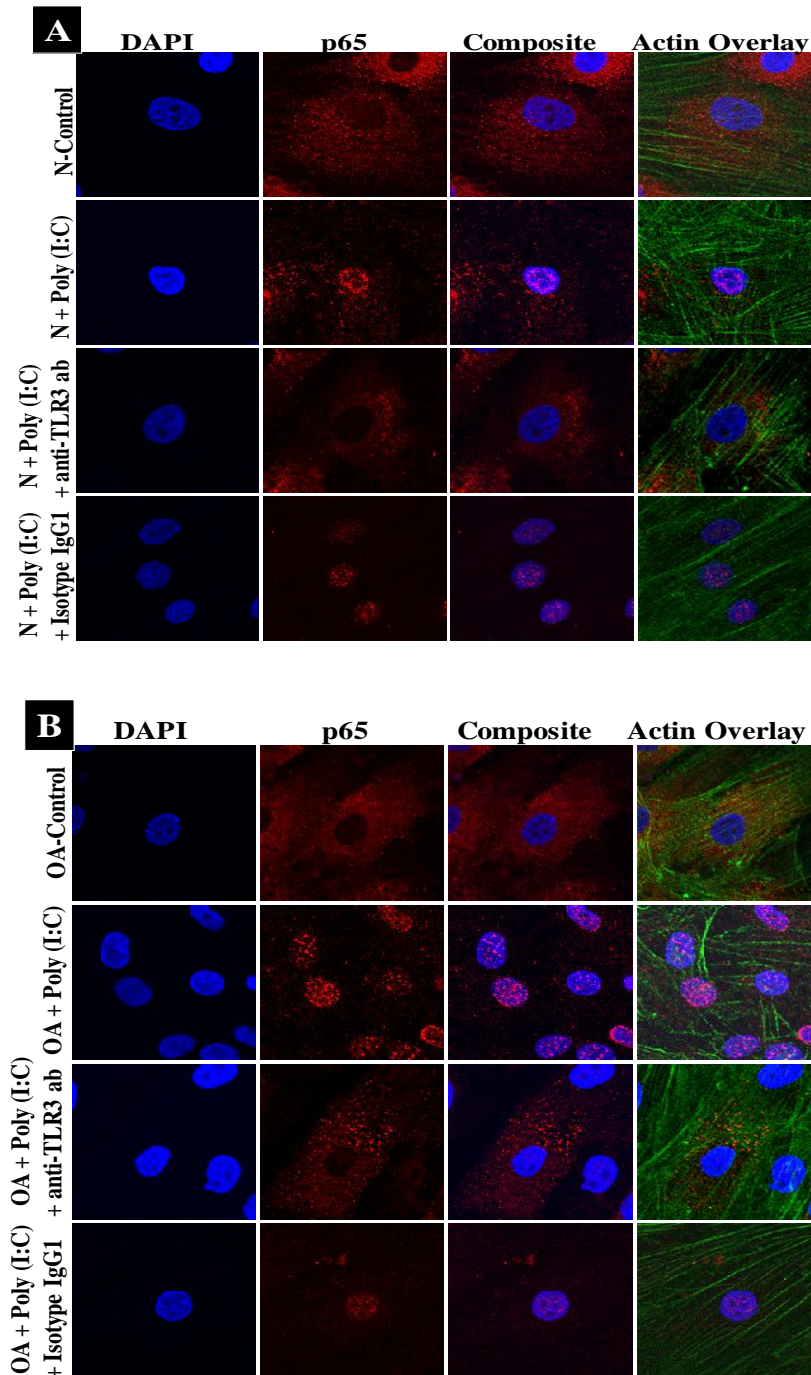 A
DAPI p65 Composite Actin Overlay
N-Control
N + Poly (I:C)
N + Poly (I:C)
+ anti-TLR3 ab
N + Poly (I:C)
+ Isotype IgG1
B
DAPI p65 Composite Actin Overlay
OA-Control
OA + Poly (I:C)
OA + Poly (I:C)
+ anti-TLR3 ab
OA + Poly (I:C)
+ Isotype IgG1